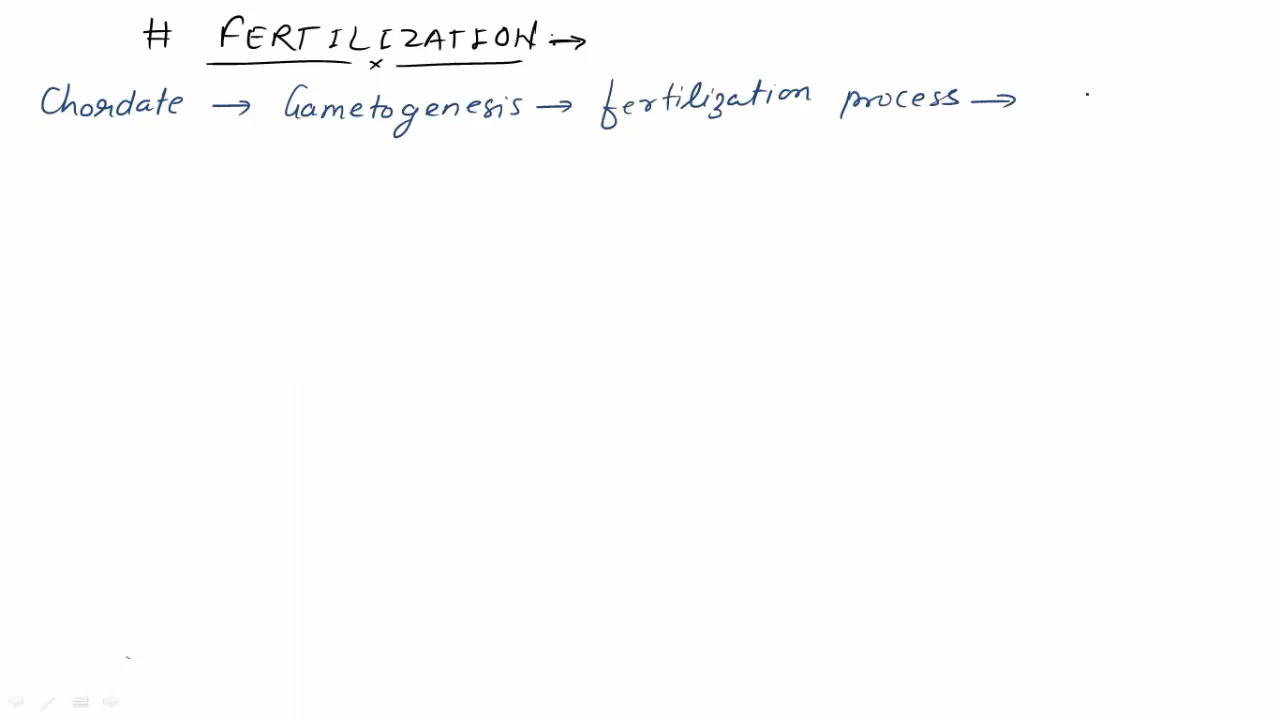 # FERTILIZATION →
Chordate → Gametogenesis → fertilization process →